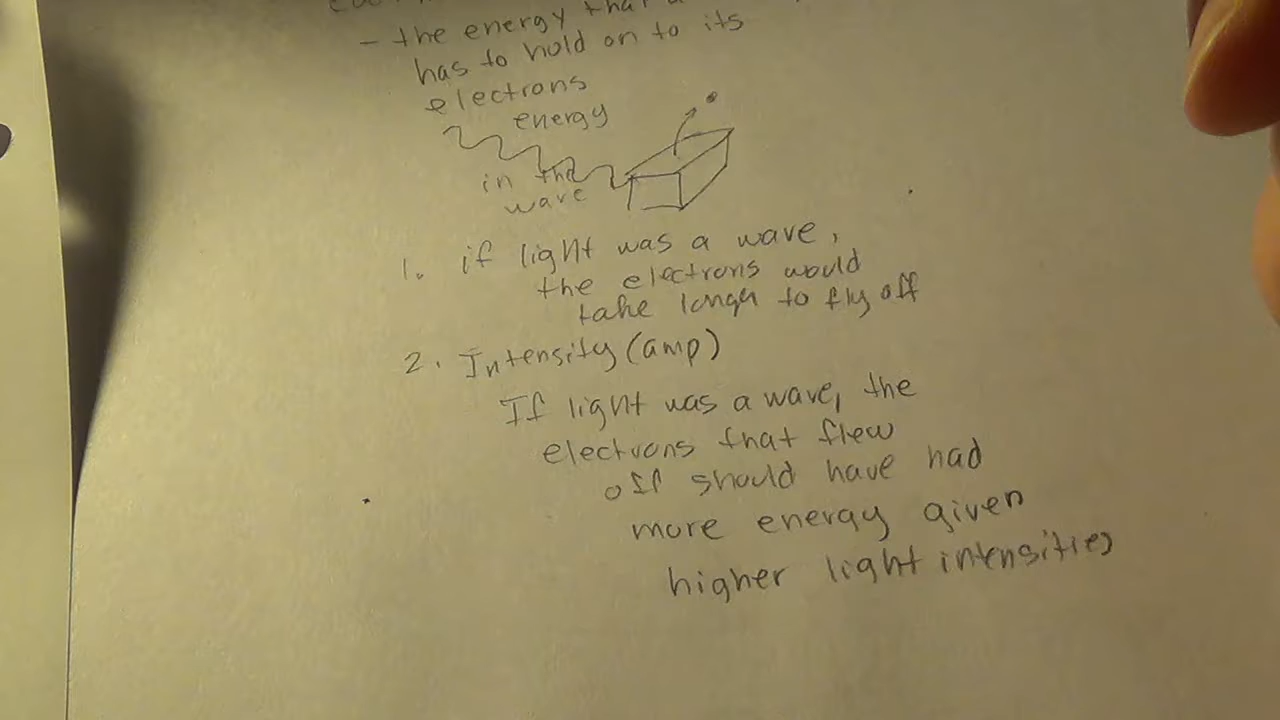 - the energy that a
has to hold on to its
electrons
energy
in the
wave
1. if light was a wave,
the electrons would
take longer to fly off
2. Intensity (amp)
If light was a wave, the
electrons that flew
off should have had
more energy given
higher light intensities